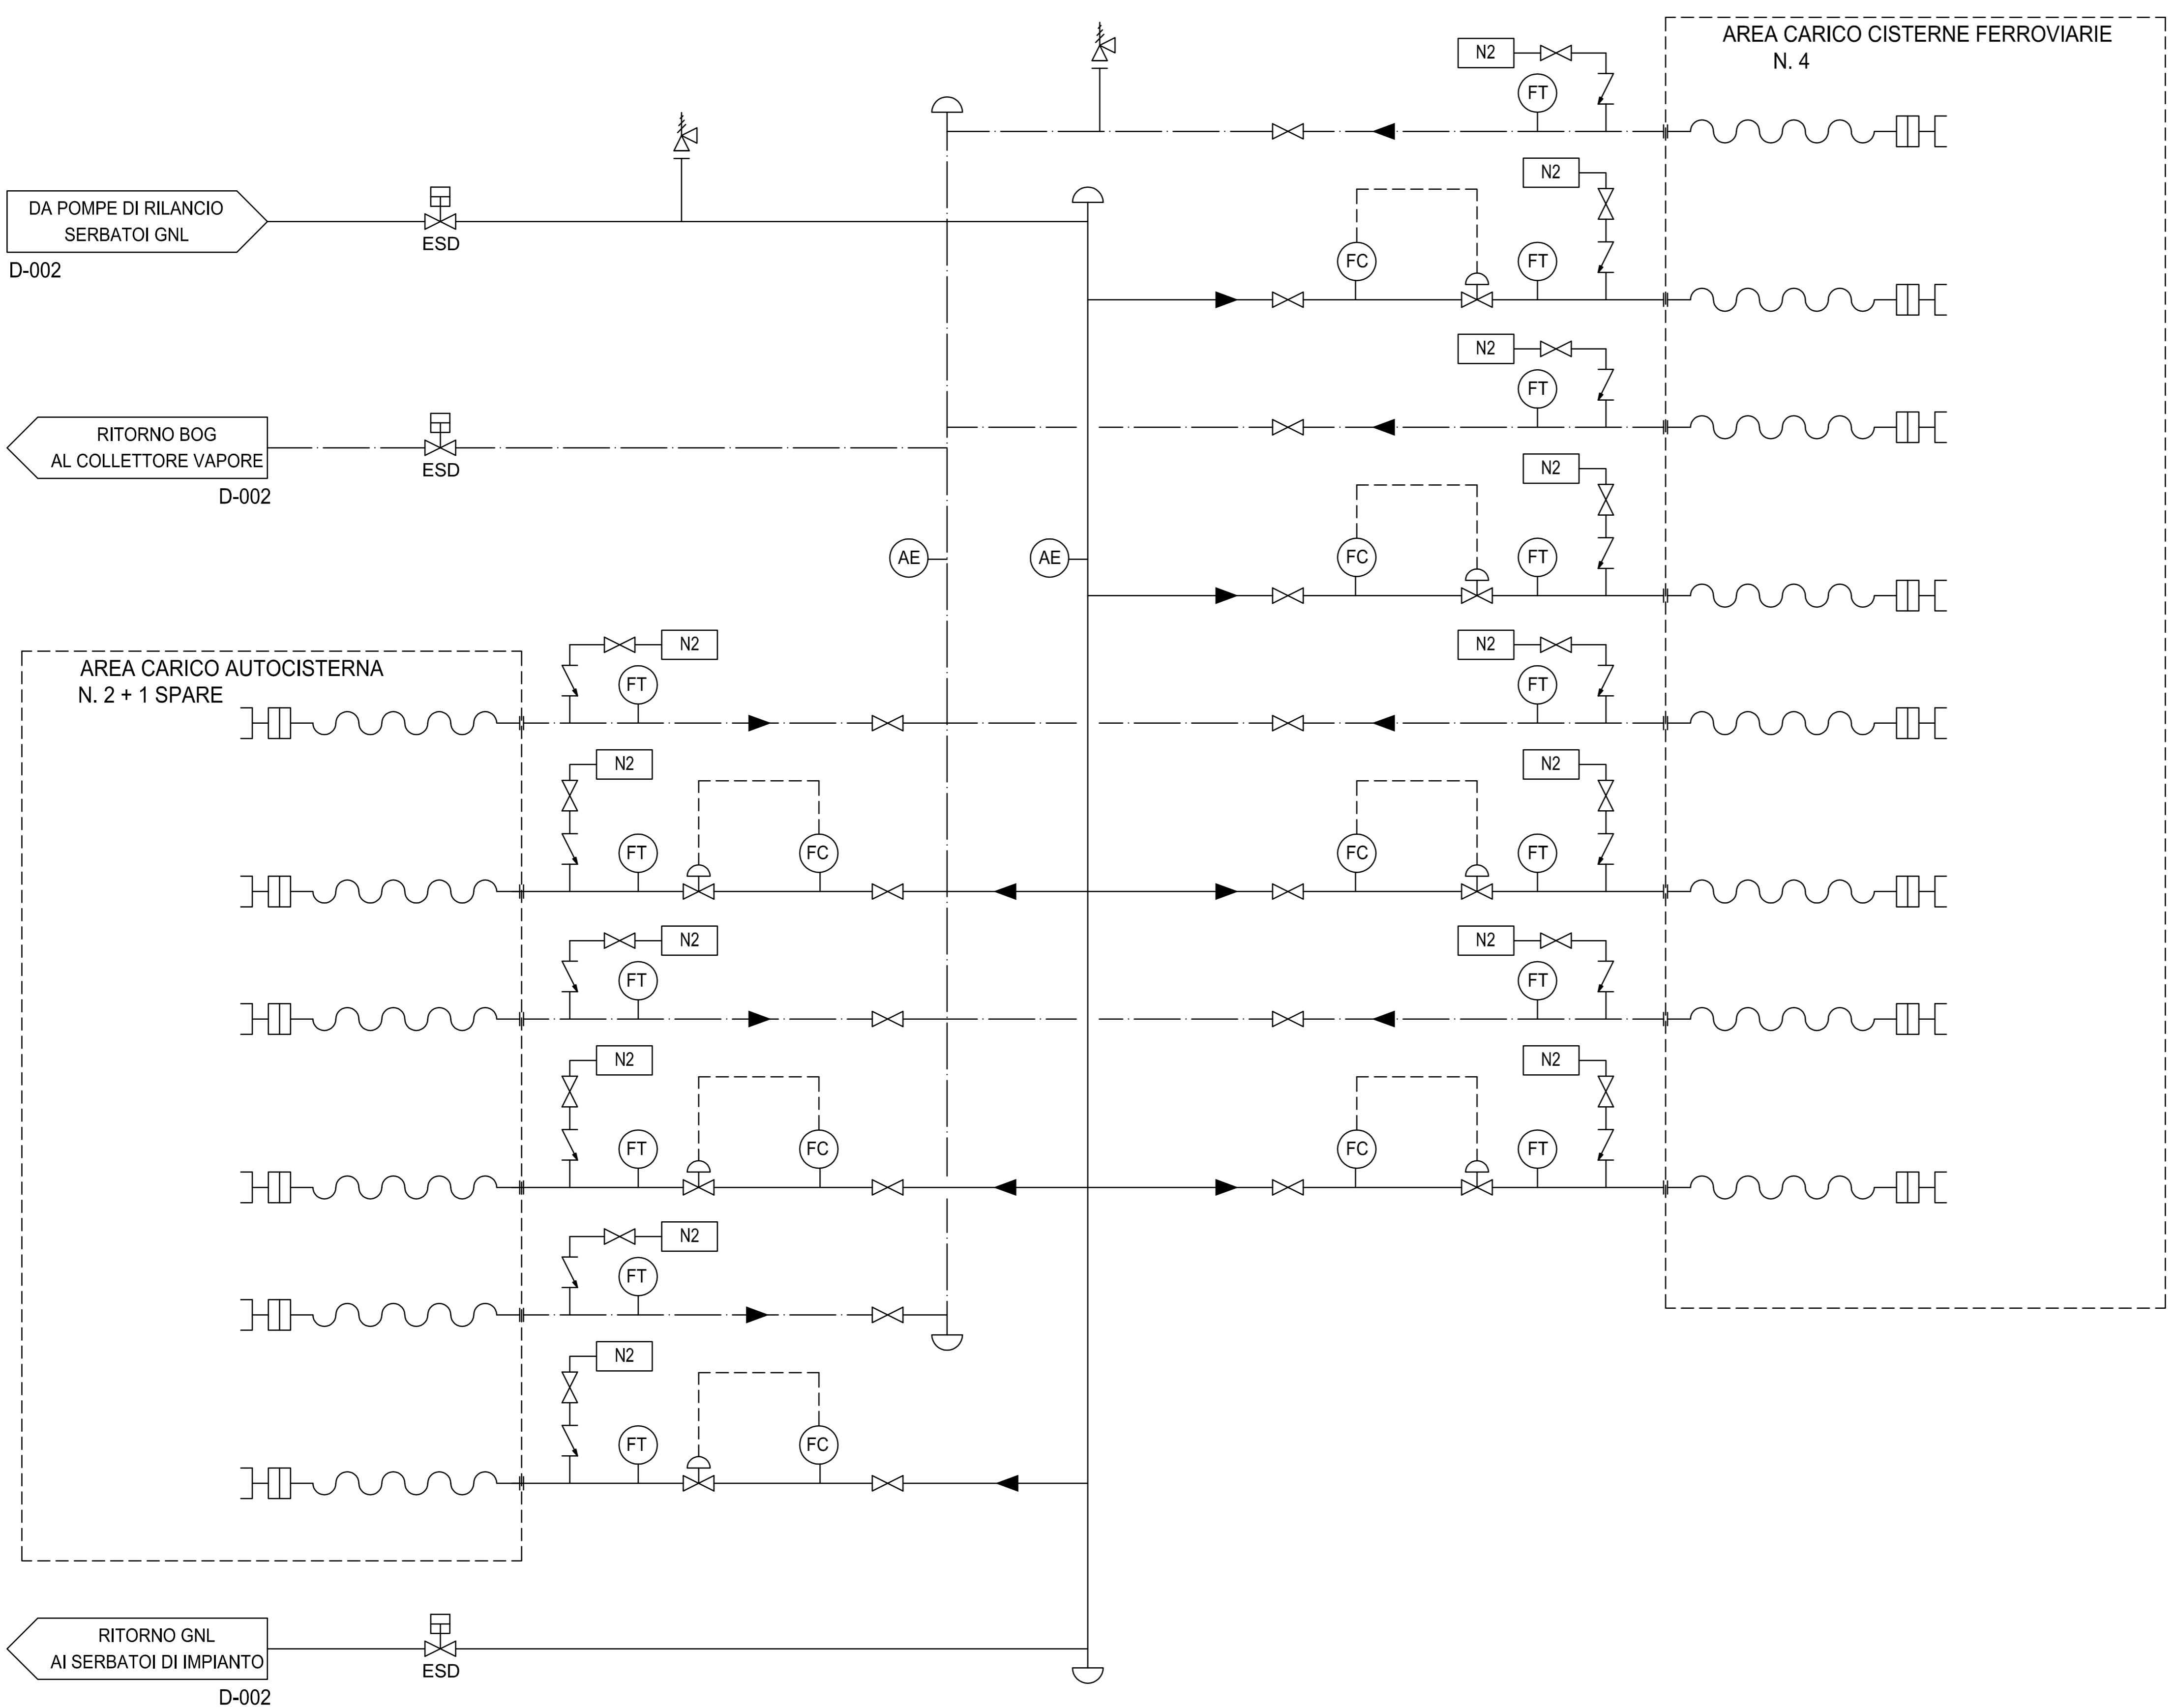 AREA CARICO CISTERNE FERROVIARIE
N. 4
N2
FT
N2
DA POMPE DI RILANCIO
SERBATOI GNL
D-002
ESD
FC
FT
N2
FT
RITORNO BOG
AL COLLETTORE VAPORE
D-002
ESD
N2
AE
AE
FC
FT
AREA CARICO AUTOCISTERNA
N. 2 + 1 SPARE
N2
FT
N2
FT
N2
FT
FC
N2
FC
FT
N2
FT
N2
FT
N2
FT
FC
N2
FC
FT
N2
FT
N2
FT
FC
RITORNO GNL
AI SERBATOI DI IMPIANTO
D-002
ESD